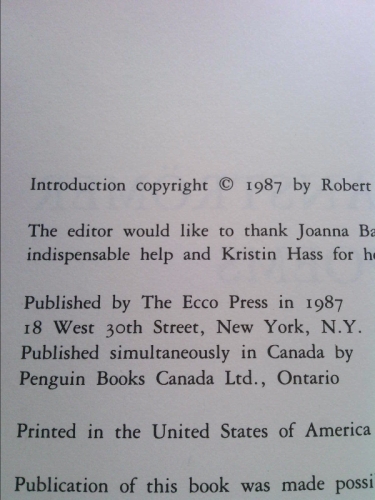 Introduction copyright © 1987 by Robert
The editor would like to thank Joanna Ba
indispensable help and Kristin Hass for he
Published by The Ecco Press in 1987
18 West 30th Street, New York, N.Y.
Published simultaneously in Canada by
Penguin Books Canada Ltd., Ontario
Printed in the United States of America
Publication of this book was made possi